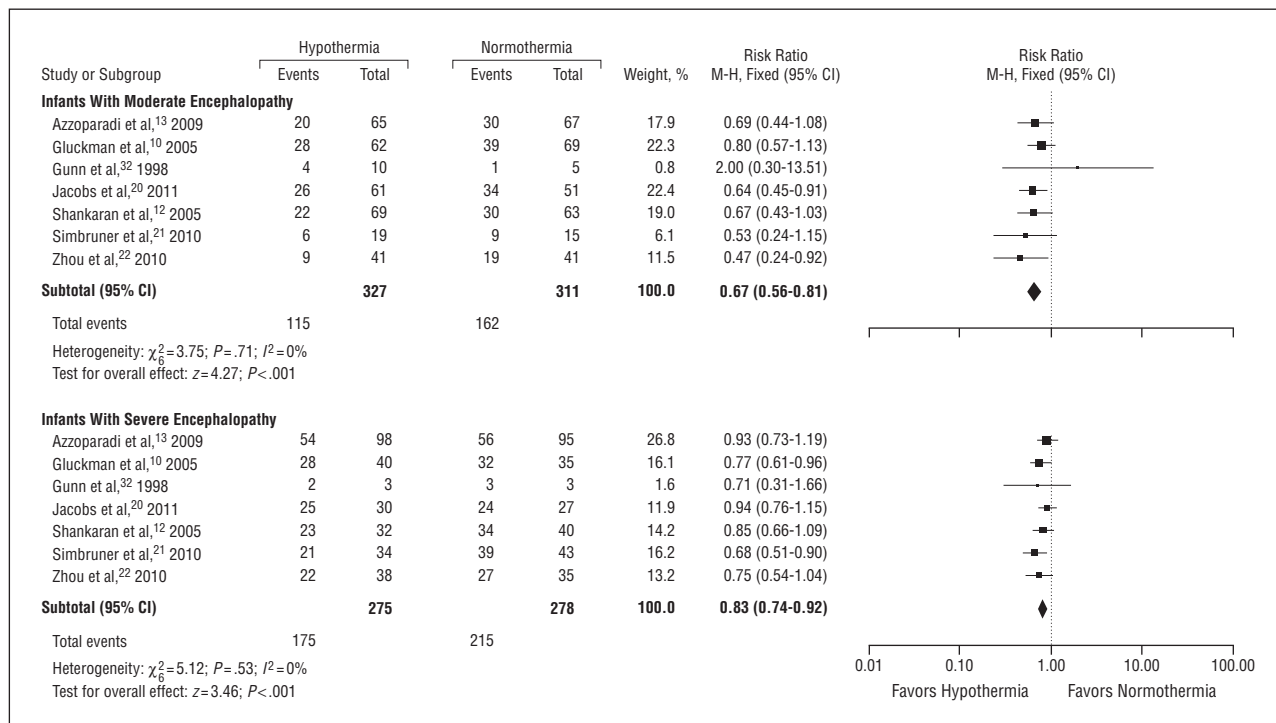 Hypothermia Normothermia Risk Ratio Risk Ratio
Study or Subgroup Events Total Events Total Weight, % M-H, Fixed (95% CI) M-H, Fixed (95% CI)
Infants With Moderate Encephalopathy
Azzoparadi et al,13 2009 20 65 30 67 17.9 0.69 (0.44-1.08)
Gluckman et al,10 2005 28 62 39 69 22.3 0.80 (0.57-1.13)
Gunn et al,32 1998 4 10 1 5 0.8 2.00 (0.30-13.51)
Jacobs et al,20 2011 26 61 34 51 22.4 0.64 (0.45-0.91)
Shankaran et al,12 2005 22 69 30 63 19.0 0.67 (0.43-1.03)
Simbruner et al,21 2010 6 19 9 15 6.1 0.53 (0.24-1.15)
Zhou et al,22 2010 9 41 19 41 11.5 0.47 (0.24-0.92)
Subtotal (95% CI) 327 311 100.0 0.67 (0.56-0.81)
Total events 115 162
Heterogeneity: χ²₆=3.75; P=.71; I²=0%
Test for overall effect: z=4.27; P<.001
Infants With Severe Encephalopathy
Azzoparadi et al,13 2009 54 98 56 95 26.8 0.93 (0.73-1.19)
Gluckman et al,10 2005 28 40 32 35 16.1 0.77 (0.61-0.96)
Gunn et al,32 1998 2 3 3 3 1.6 0.71 (0.31-1.66)
Jacobs et al,20 2011 25 30 24 27 11.9 0.94 (0.76-1.15)
Shankaran et al,12 2005 23 32 34 40 14.2 0.85 (0.66-1.09)
Simbruner et al,21 2010 21 34 39 43 16.2 0.68 (0.51-0.90)
Zhou et al,22 2010 22 38 27 35 13.2 0.75 (0.54-1.04)
Subtotal (95% CI) 275 278 100.0 0.83 (0.74-0.92)
Total events 175 215
Heterogeneity: χ²₆=5.12; P=.53; I²=0%
Test for overall effect: z=3.46; P<.001
0.01 0.10 1.00 10.00 100.00
Favors Hypothermia Favors Normothermia